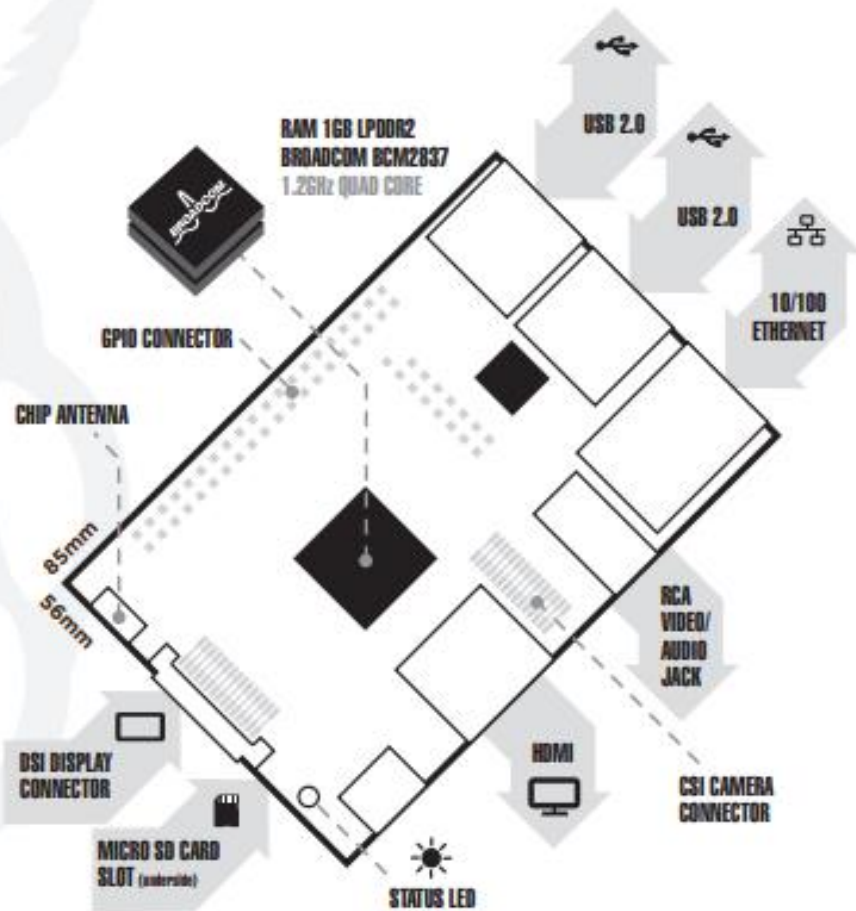 USB 2.0
RAM 1GB LPDDR2
BROADCOM BCM2837
1.2GHz QUAD CORE
BROADCOM
USB 2.0
10/100
ETHERNET
GPIO CONNECTOR
CHIP ANTENNA
85mm
56mm
RCA
VIDEO/
AUDIO
JACK
DSI DISPLAY
CONNECTOR
HDMI
CSI CAMERA
CONNECTOR
MICRO SD CARD
SLOT (underside)
STATUS LED